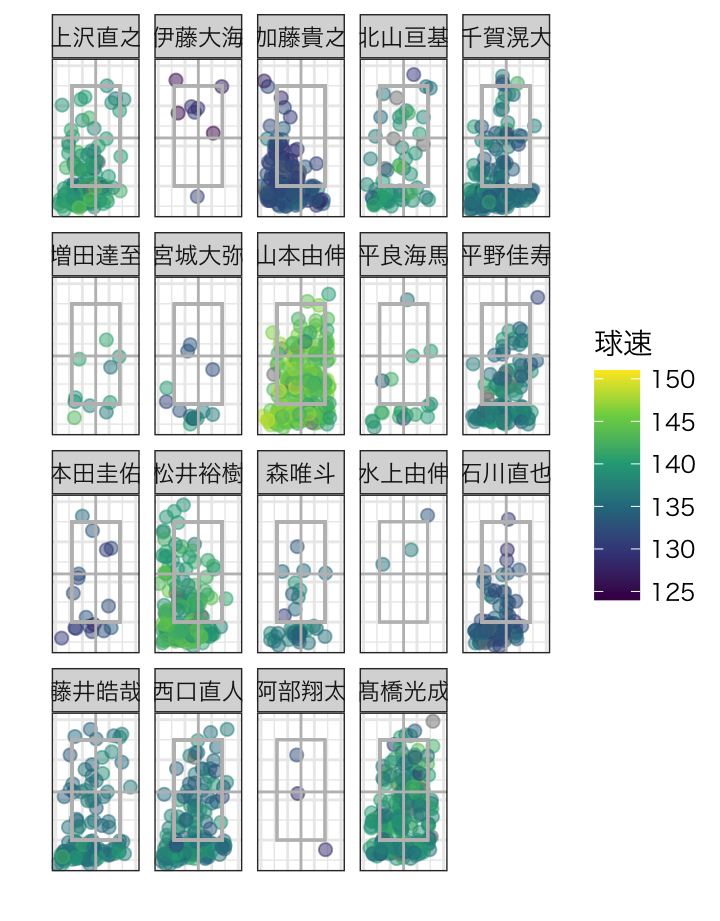 上沢直之 伊藤大海 加藤貴之 北山亘基 千賀滉大
増田達至 宮城大弥 山本由伸 平良海馬 平野佳寿
球速
150
145
140
135
130
125
本田圭佑 松井裕樹 森唯斗 水上由伸 石川直也
藤井皓哉 西口直人 阿部翔太 髙橋光成